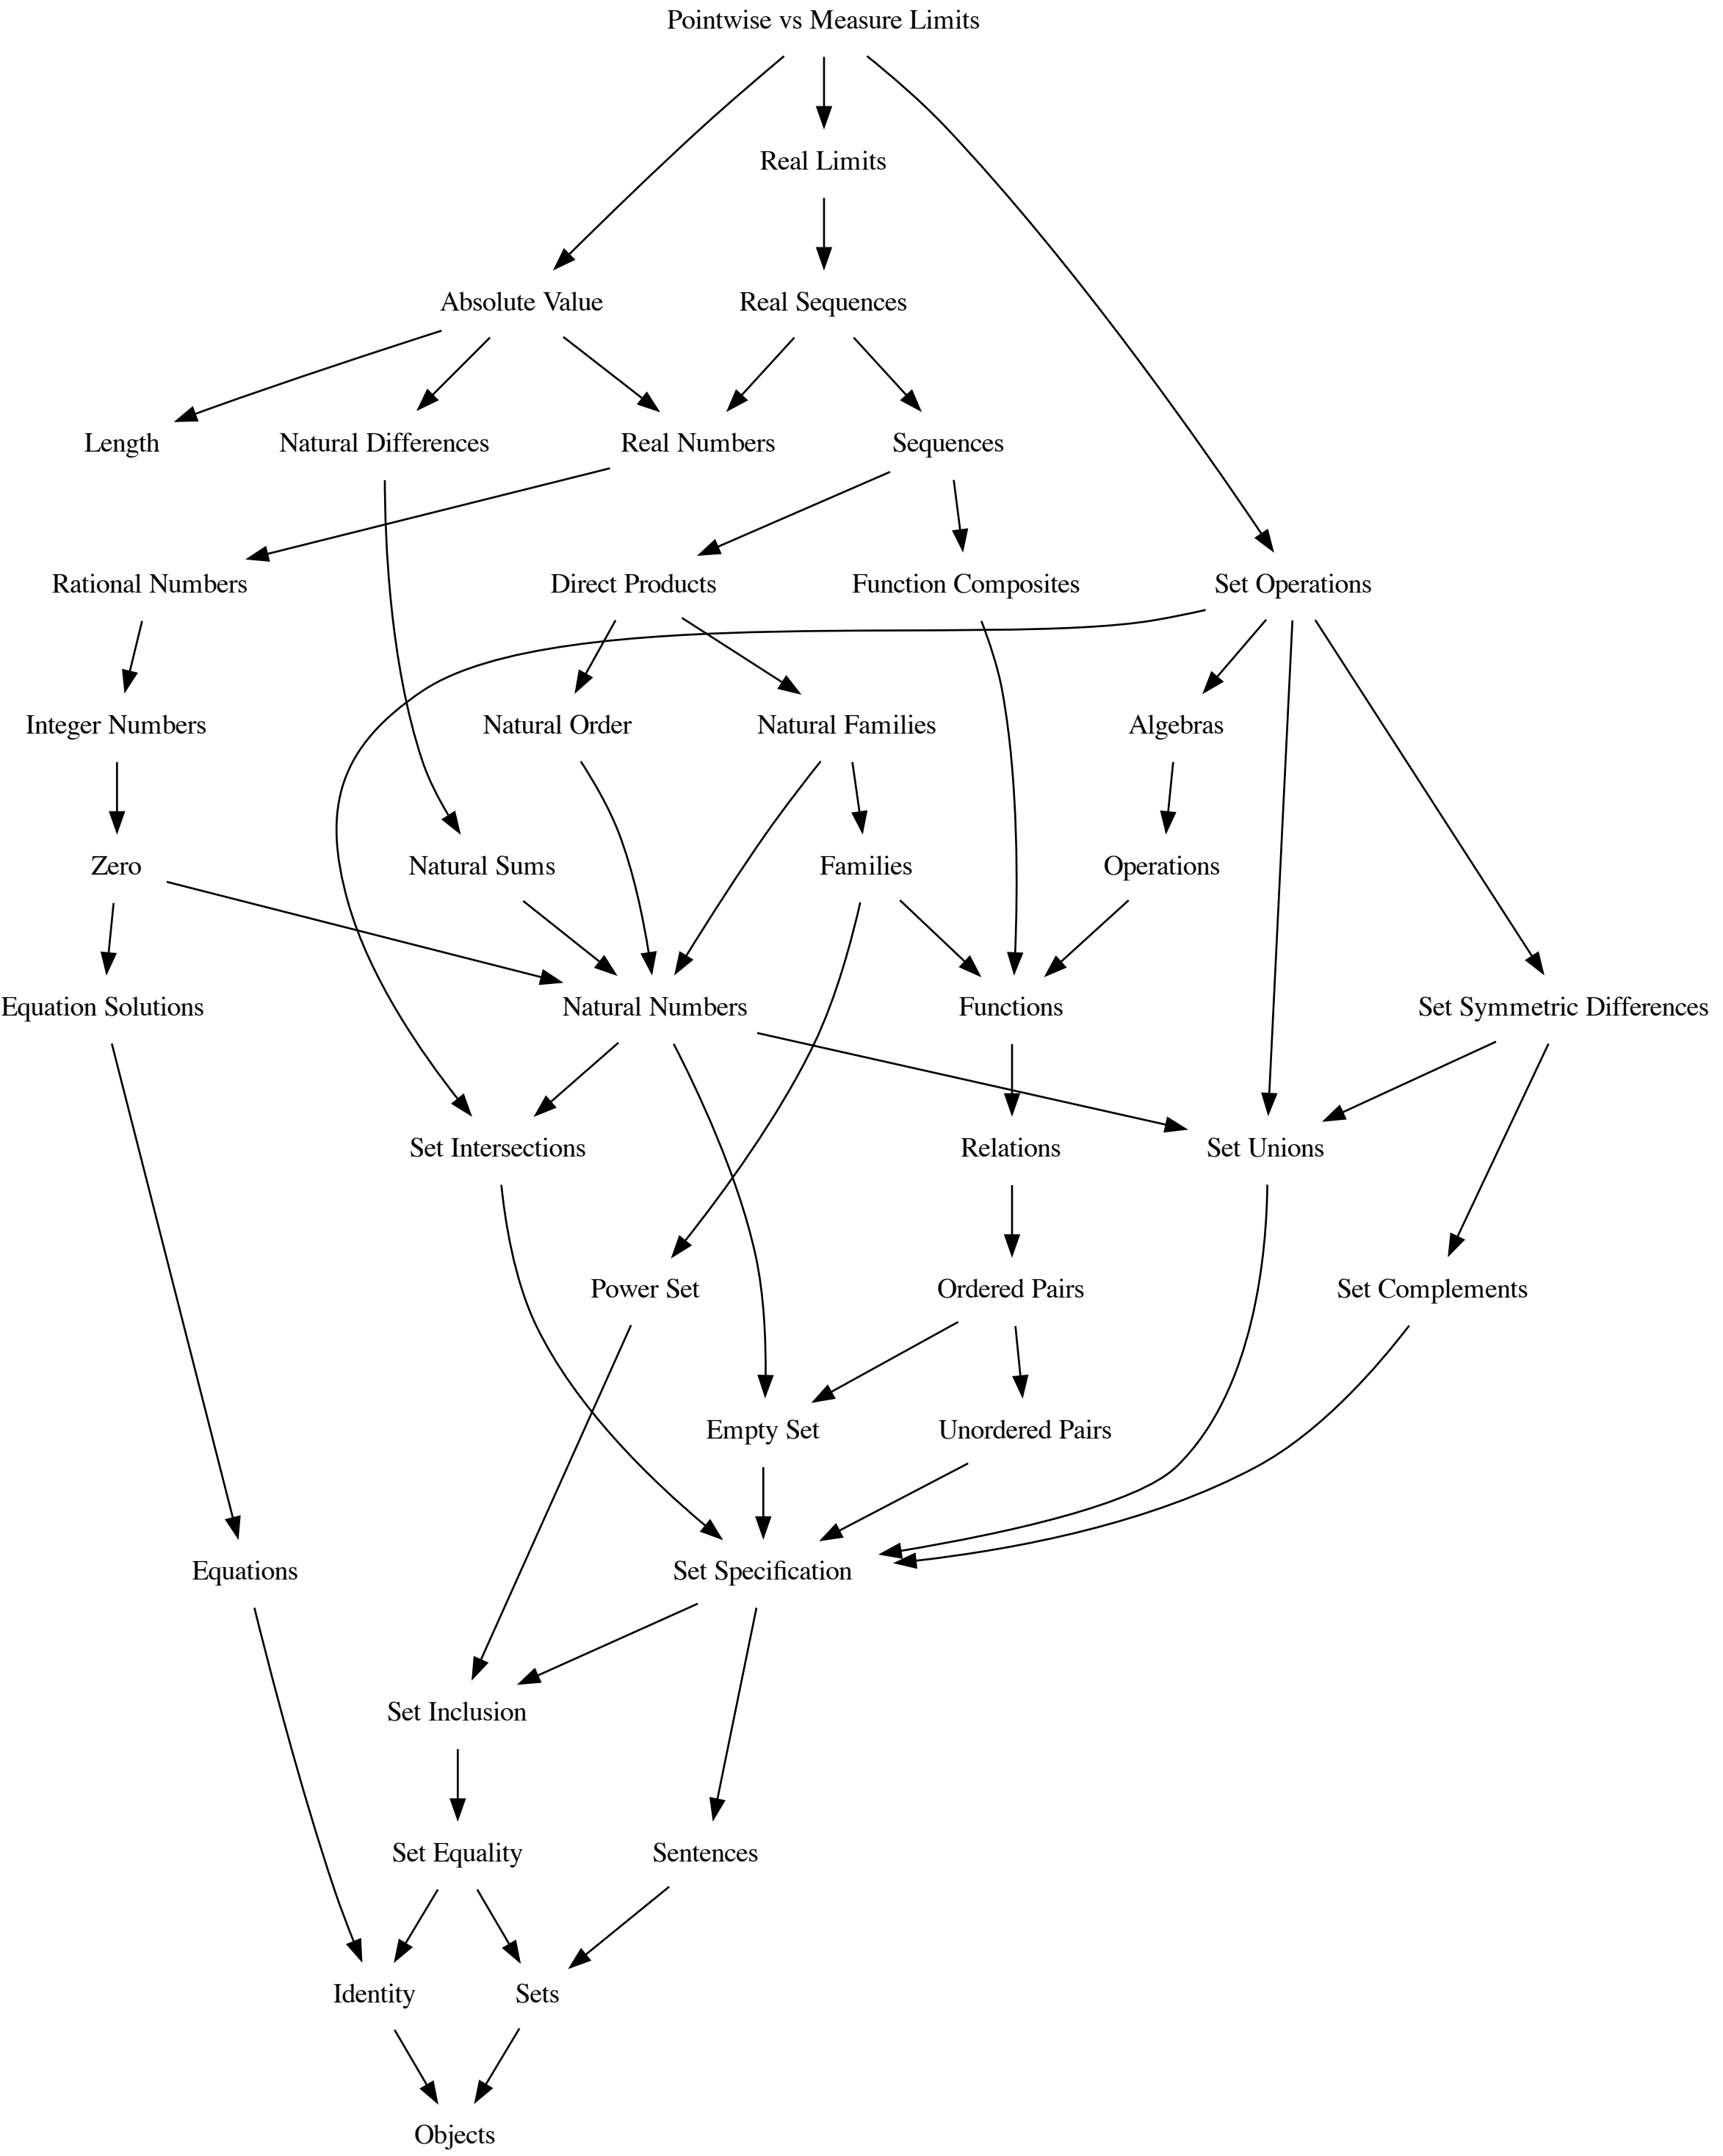 Pointwise vs Measure Limits
Real Limits
Absolute Value
Real Sequences
Length
Natural Differences
Real Numbers
Sequences
Rational Numbers
Direct Products
Function Composites
Set Operations
Integer Numbers
Natural Order
Natural Families
Algebras
Zero
Natural Sums
Families
Operations
Equation Solutions
Natural Numbers
Functions
Set Symmetric Differences
Set Intersections
Relations
Set Unions
Power Set
Ordered Pairs
Set Complements
Empty Set
Unordered Pairs
Equations
Set Specification
Set Inclusion
Set Equality
Sentences
Identity
Sets
Objects